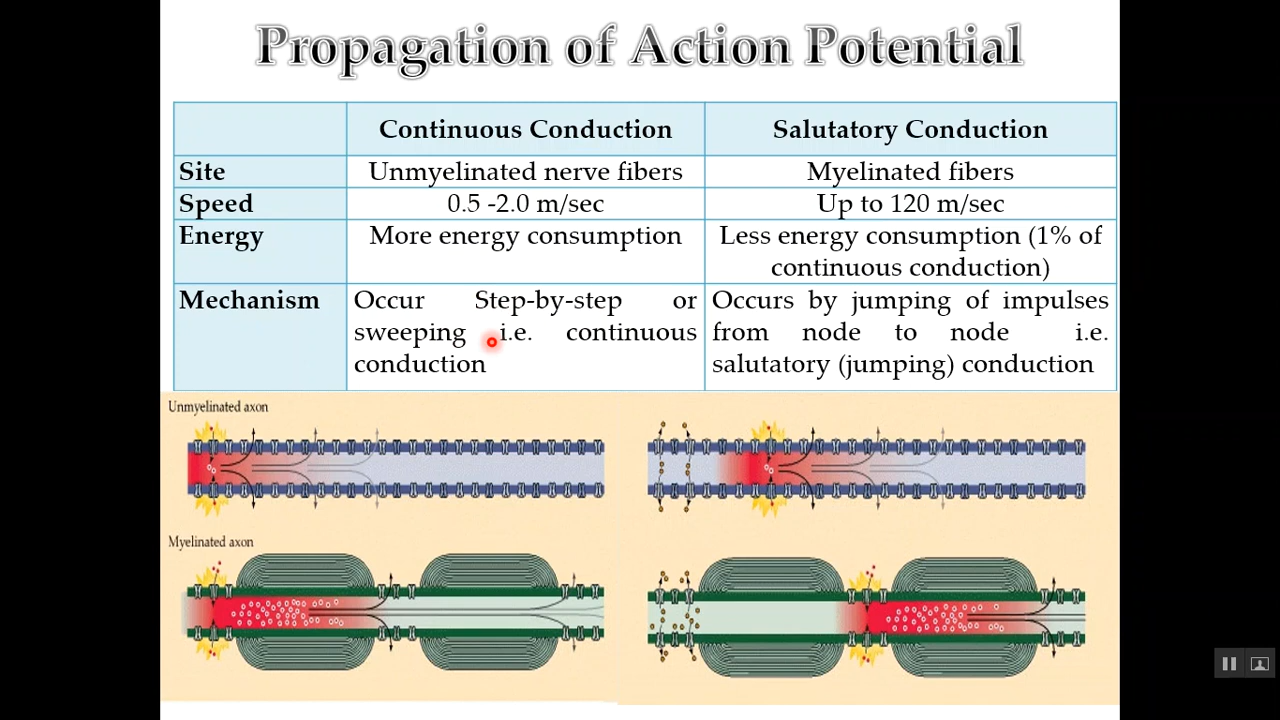 Propagation of Action Potential
Continuous Conduction Salutatory Conduction
Site Unmyelinated nerve fibers Myelinated fibers
Speed 0.5 -2.0 m/sec Up to 120 m/sec
Energy More energy consumption Less energy consumption (1% of
continuous conduction)
Mechanism Occur Step-by-step or Occurs by jumping of impulses
sweeping i.e. continuous from node to node i.e.
conduction salutatory (jumping) conduction
Unmyelinated axon
Myelinated axon